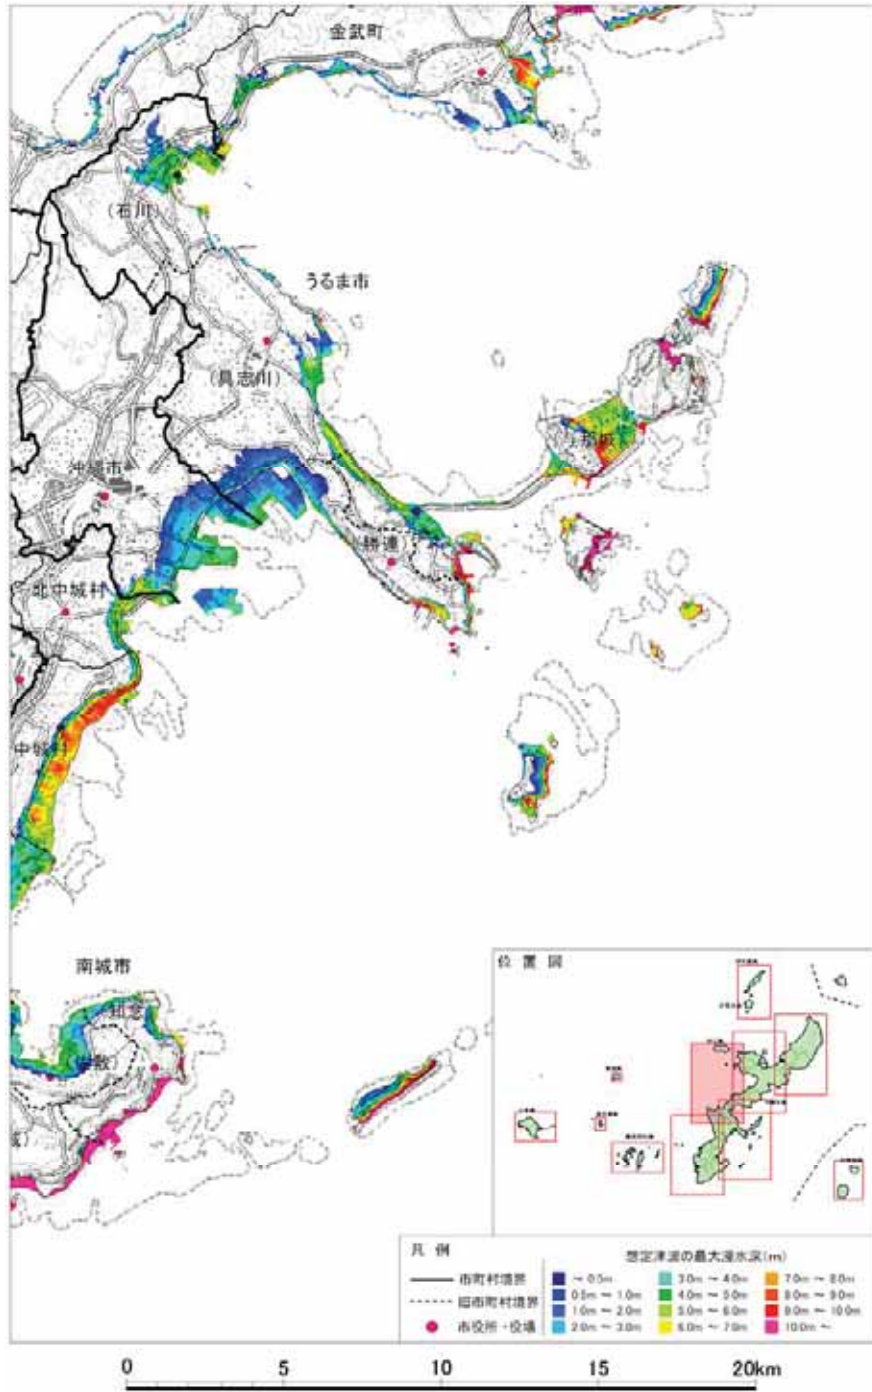 金武町
(石川)
うるま市
(具志川)
沖縄市
(勝連)
北中城村
中城村
南城市
知念
位置図
凡例
市町村境界
旧市町村境界
市役所・役場
想定津波の最大浸水深(m)
～0.5m
0.5m～1.0m
1.0m～2.0m
2.0m～3.0m
3.0m～4.0m
4.0m～5.0m
5.0m～6.0m
6.0m～7.0m
7.0m～8.0m
8.0m～9.0m
9.0m～10.0m
10.0m～
0 5 10 15 20km